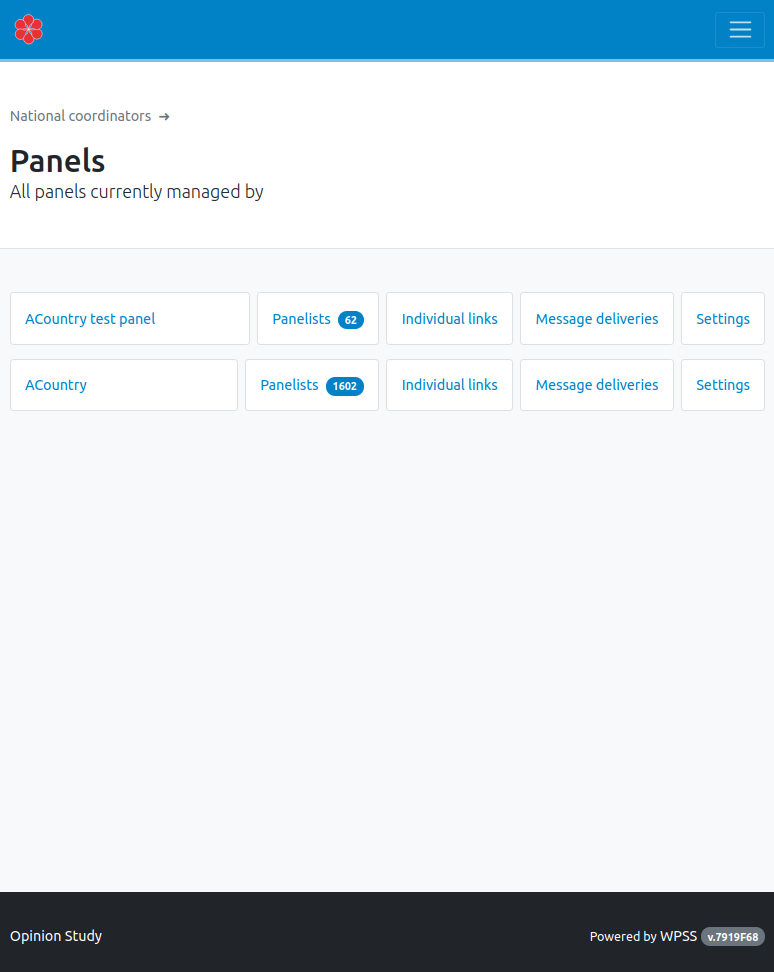 National coordinators ➜
Panels
All panels currently managed by
ACountry test panel Panelists 62 Individual links Message deliveries Settings
ACountry Panelists 1602 Individual links Message deliveries Settings
Opinion Study Powered by WPSS v.7919F68